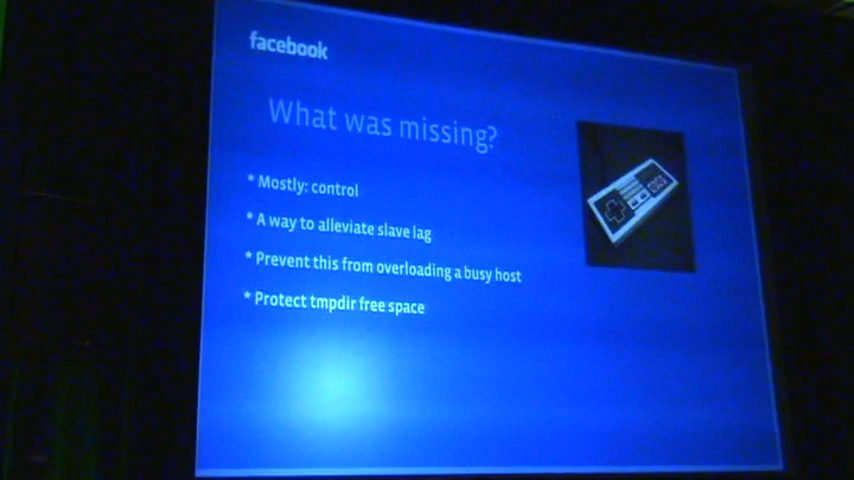 facebook
What was missing?
* Mostly: control
* A way to alleviate slave lag
* Prevent this from overloading a busy host
* Protect tmpdir free space